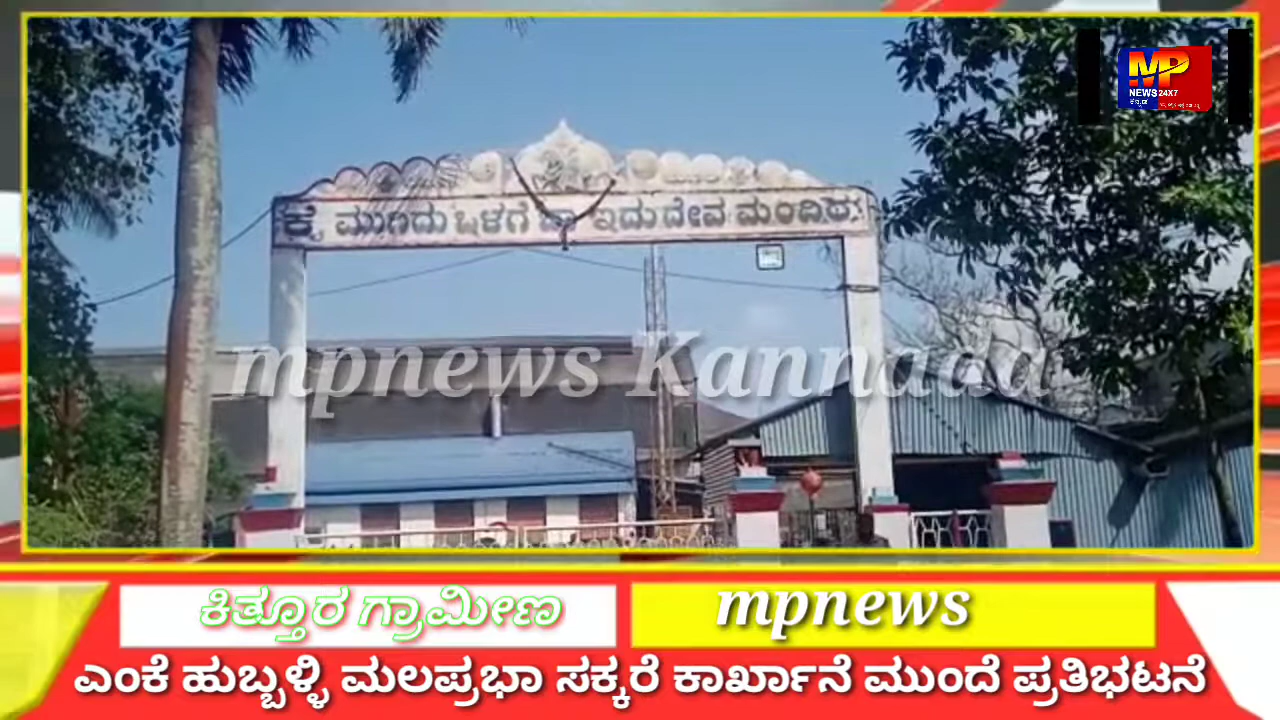 MP
NEWS 24X7
ಕೈ ಮುಗಿದು ಒಳಗೆ ಬಾ ಇದು ದೇವ ಮಂದಿರ
mpnews Kannada
ಕಿತ್ತೂರ ಗ್ರಾಮೀಣ
mpnews
ಎಂಕೆ ಹುಬ್ಬಳ್ಳಿ ಮಲಪ್ರಭಾ ಸಕ್ಕರೆ ಕಾರ್ಖಾನೆ ಮುಂದೆ ಪ್ರತಿಭಟನೆ